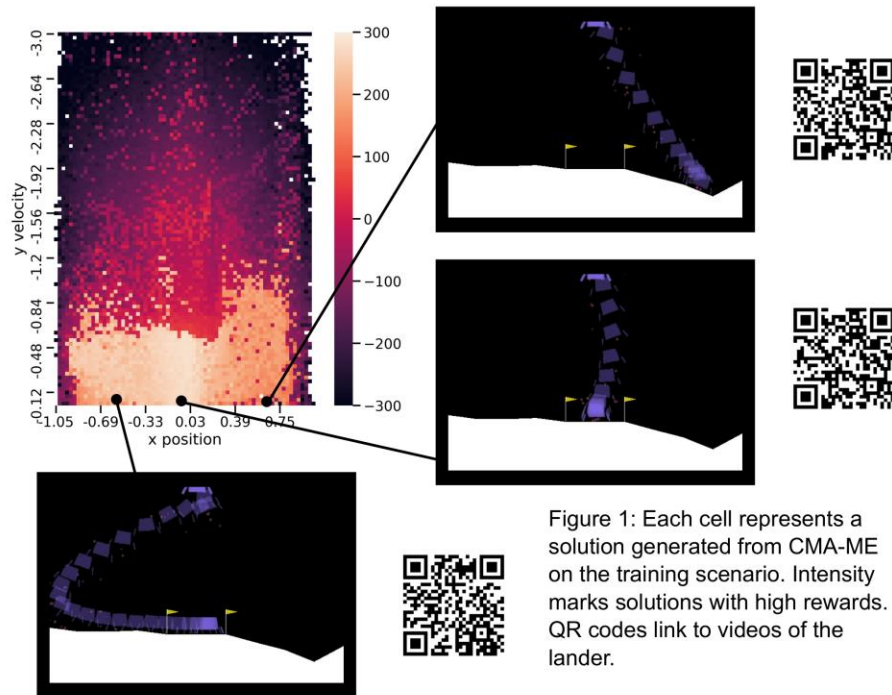 -3.0
-2.64
-2.28
-1.92
-1.56
-1.2
-0.84
-0.48
-0.12
y velocity
-1.05
-0.69
-0.33
0.03
0.39
0.75
x position
300
200
100
0
−100
−200
−300
Figure 1: Each cell represents a
solution generated from CMA-ME
on the training scenario. Intensity
marks solutions with high rewards.
QR codes link to videos of the
lander.